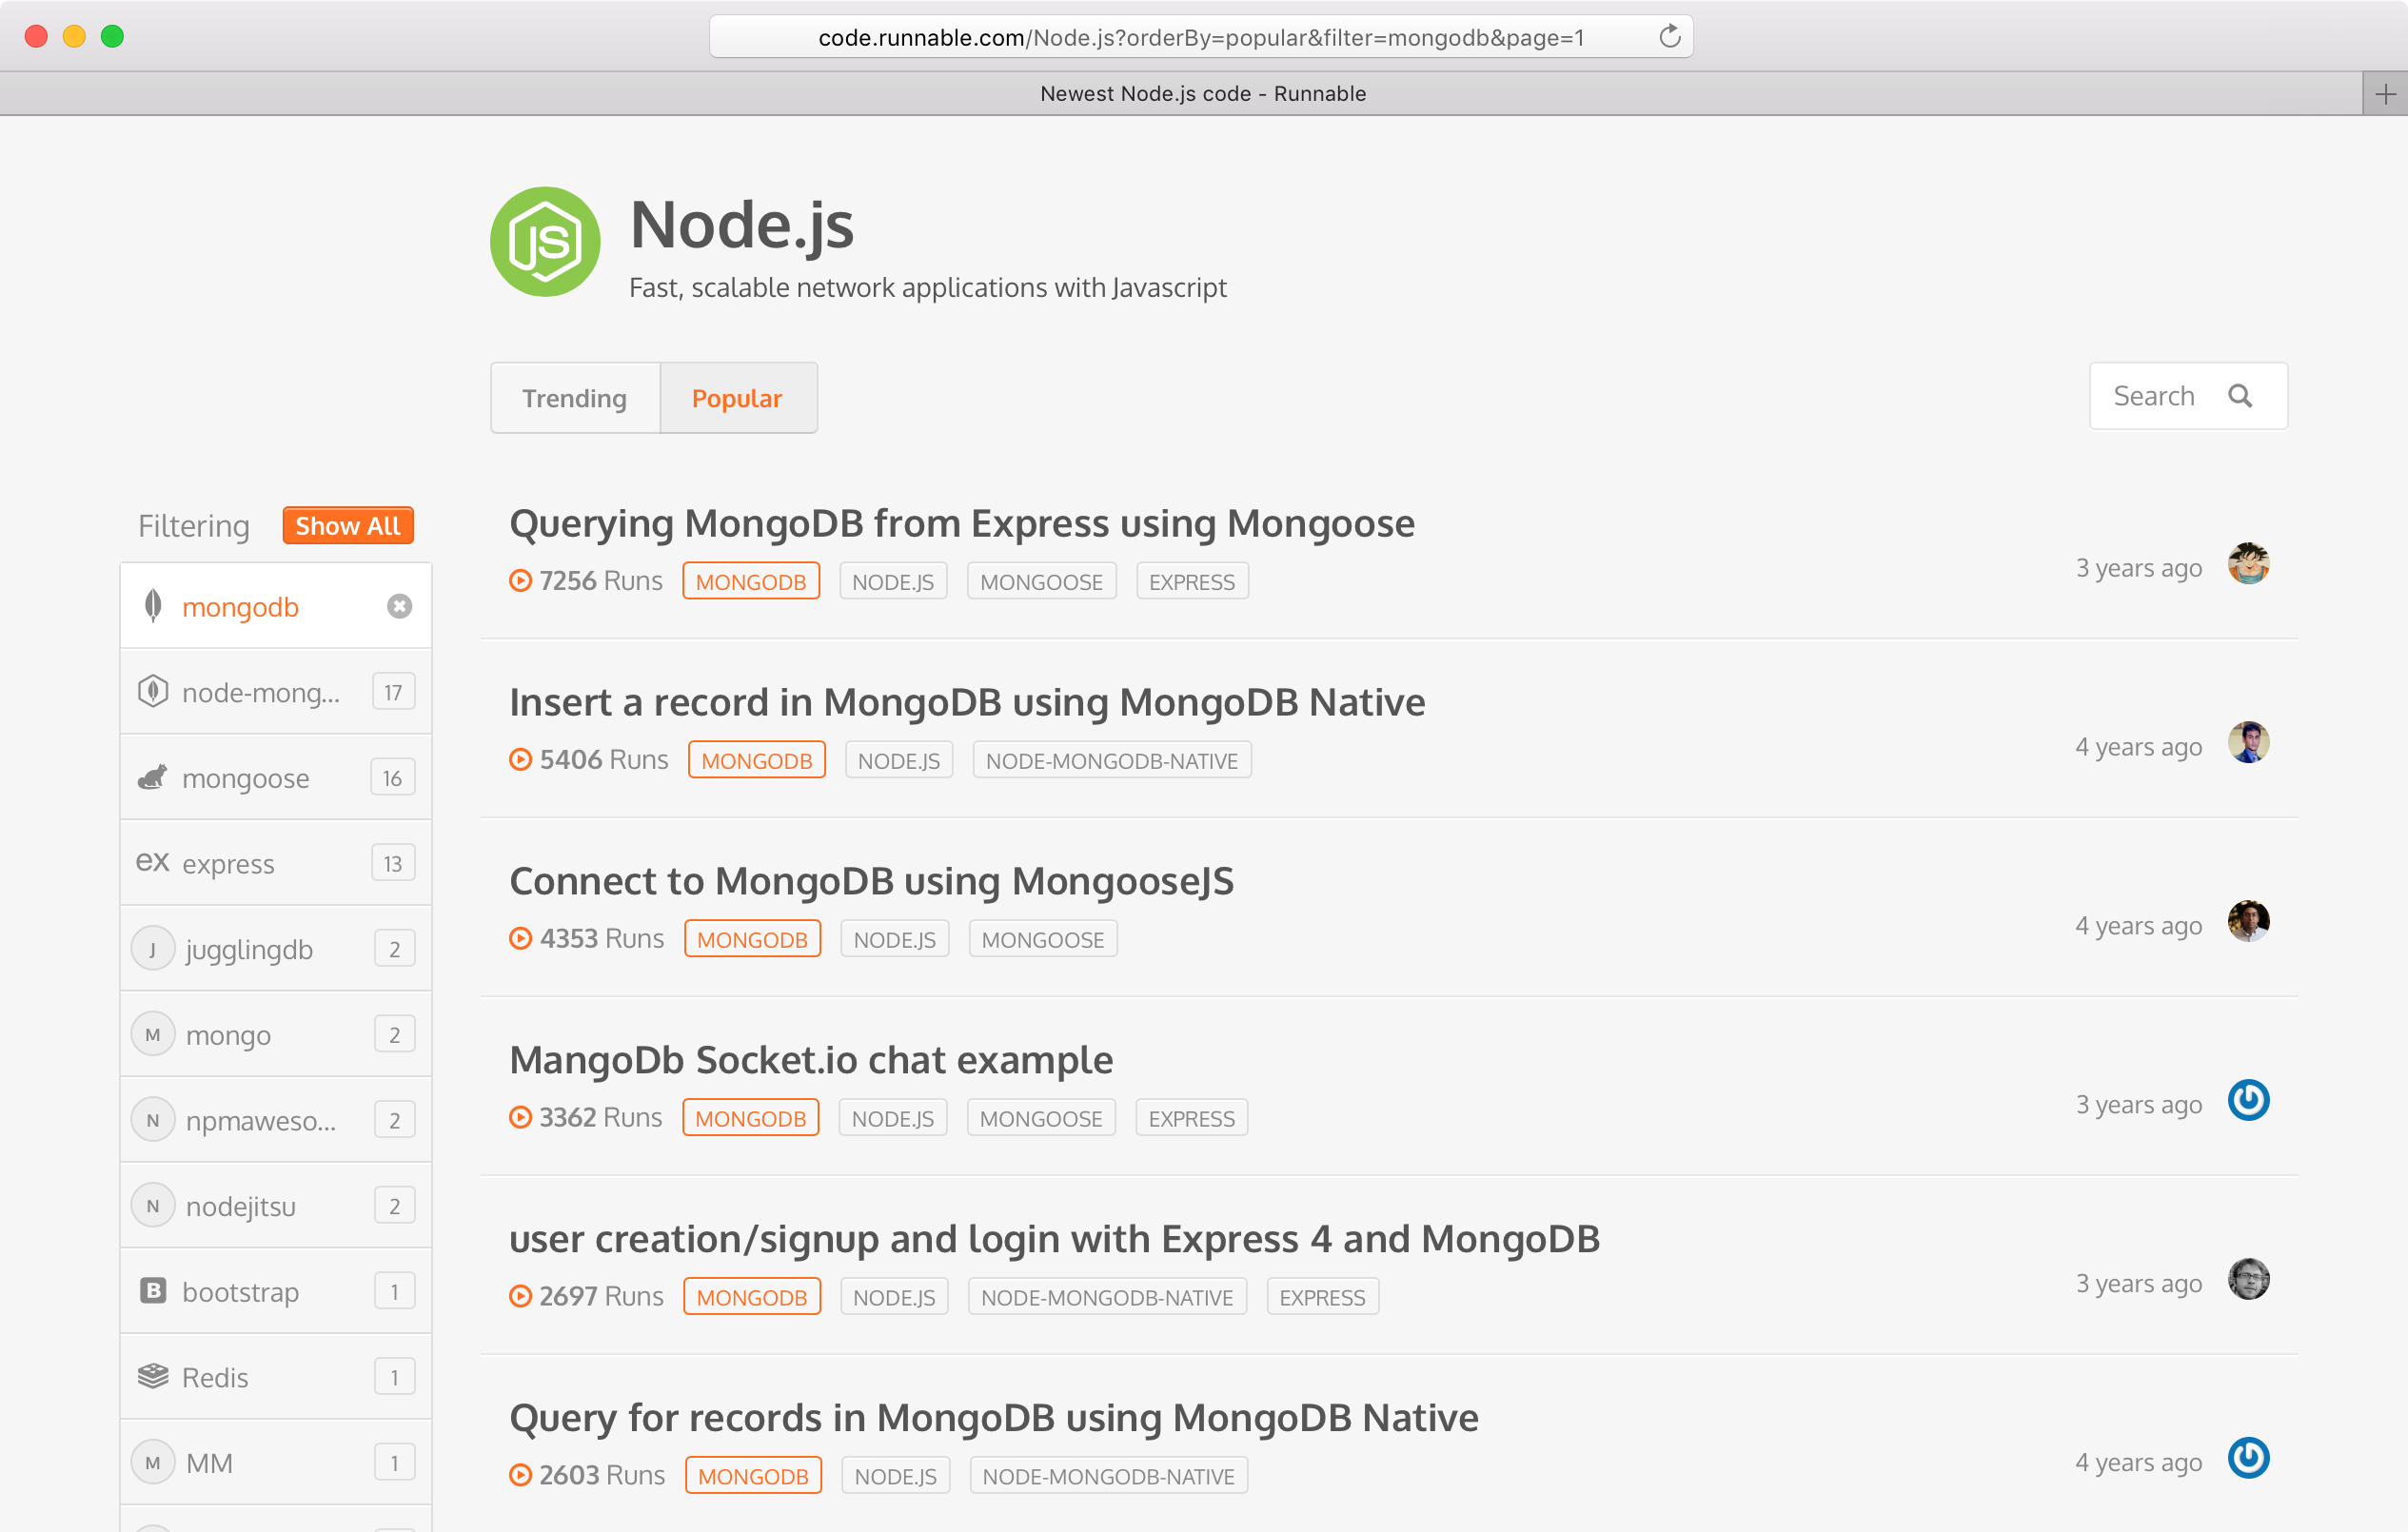 code.runnable.com/Node.js?orderBy=popular&filter=mongodb&page=1
Newest Node.js code - Runnable
JS
Node.js
Fast, scalable network applications with Javascript
Trending
Popular
Search
Filtering
Show All
mongodb
node-mong... 17
mongoose 16
ex express 13
J jugglingdb 2
M mongo 2
N npmaweso... 2
N nodejitsu 2
B bootstrap 1
Redis 1
M MM 1
Querying MongoDB from Express using Mongoose
7256 Runs MONGODB NODE.JS MONGOOSE EXPRESS
3 years ago
Insert a record in MongoDB using MongoDB Native
5406 Runs MONGODB NODE.JS NODE-MONGODB-NATIVE
4 years ago
Connect to MongoDB using MongooseJS
4353 Runs MONGODB NODE.JS MONGOOSE
4 years ago
MangoDb Socket.io chat example
3362 Runs MONGODB NODE.JS MONGOOSE EXPRESS
3 years ago
user creation/signup and login with Express 4 and MongoDB
2697 Runs MONGODB NODE.JS NODE-MONGODB-NATIVE EXPRESS
3 years ago
Query for records in MongoDB using MongoDB Native
2603 Runs MONGODB NODE.JS NODE-MONGODB-NATIVE
4 years ago